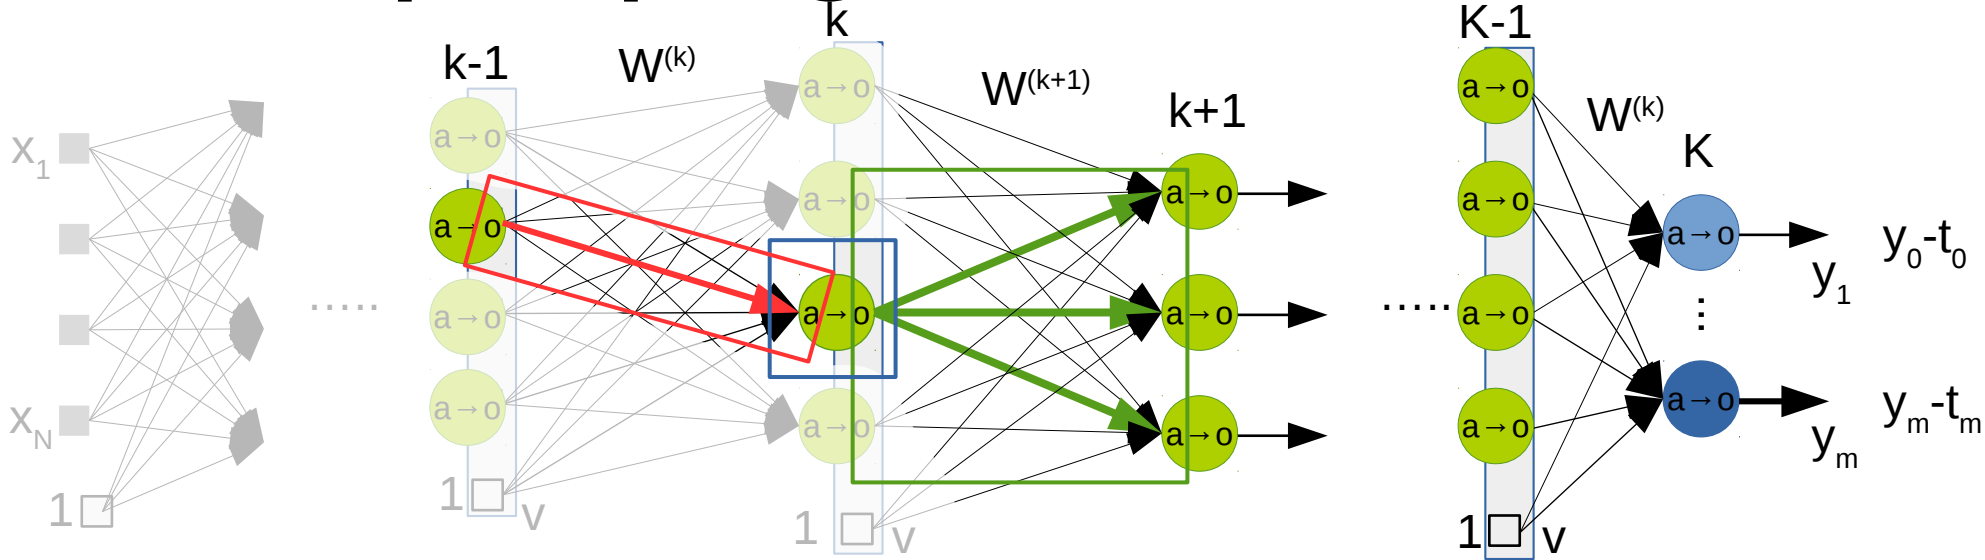 x1
xN
1
.....
k-1
a→o
a→o
a→o
a→o
1
v
W(k)
k
a→o
a→o
a→o
a→o
1
v
W(k+1)
k+1
a→o
a→o
a→o
.....
K-1
a→o
a→o
a→o
a→o
1
v
W(k)
K
a→o
⋮
a→o
y1
ym
y0-t0
ym-tm